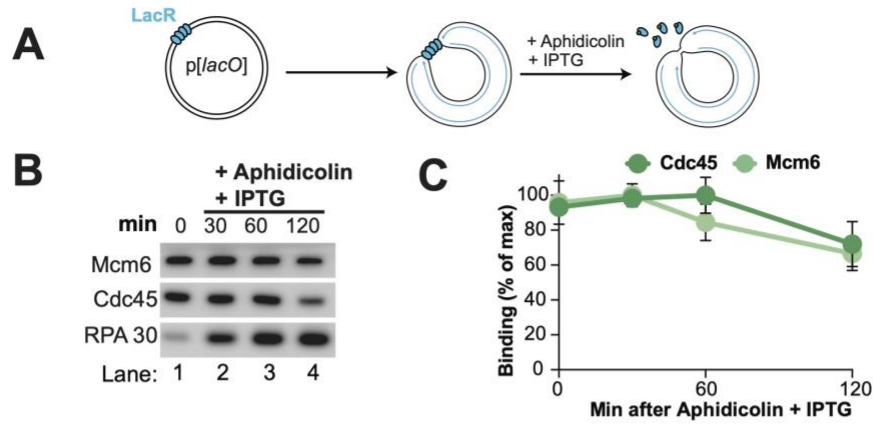 A
LacR
p[lacO]
+ Aphidicolin
+ IPTG
B
+ Aphidicolin
+ IPTG
min 0 30 60 120
Mcm6
Cdc45
RPA 30
Lane: 1 2 3 4
C
Cdc45 Mcm6
Binding (% of max)
100
80
60
40
20
0
0 60 120
Min after Aphidicolin + IPTG